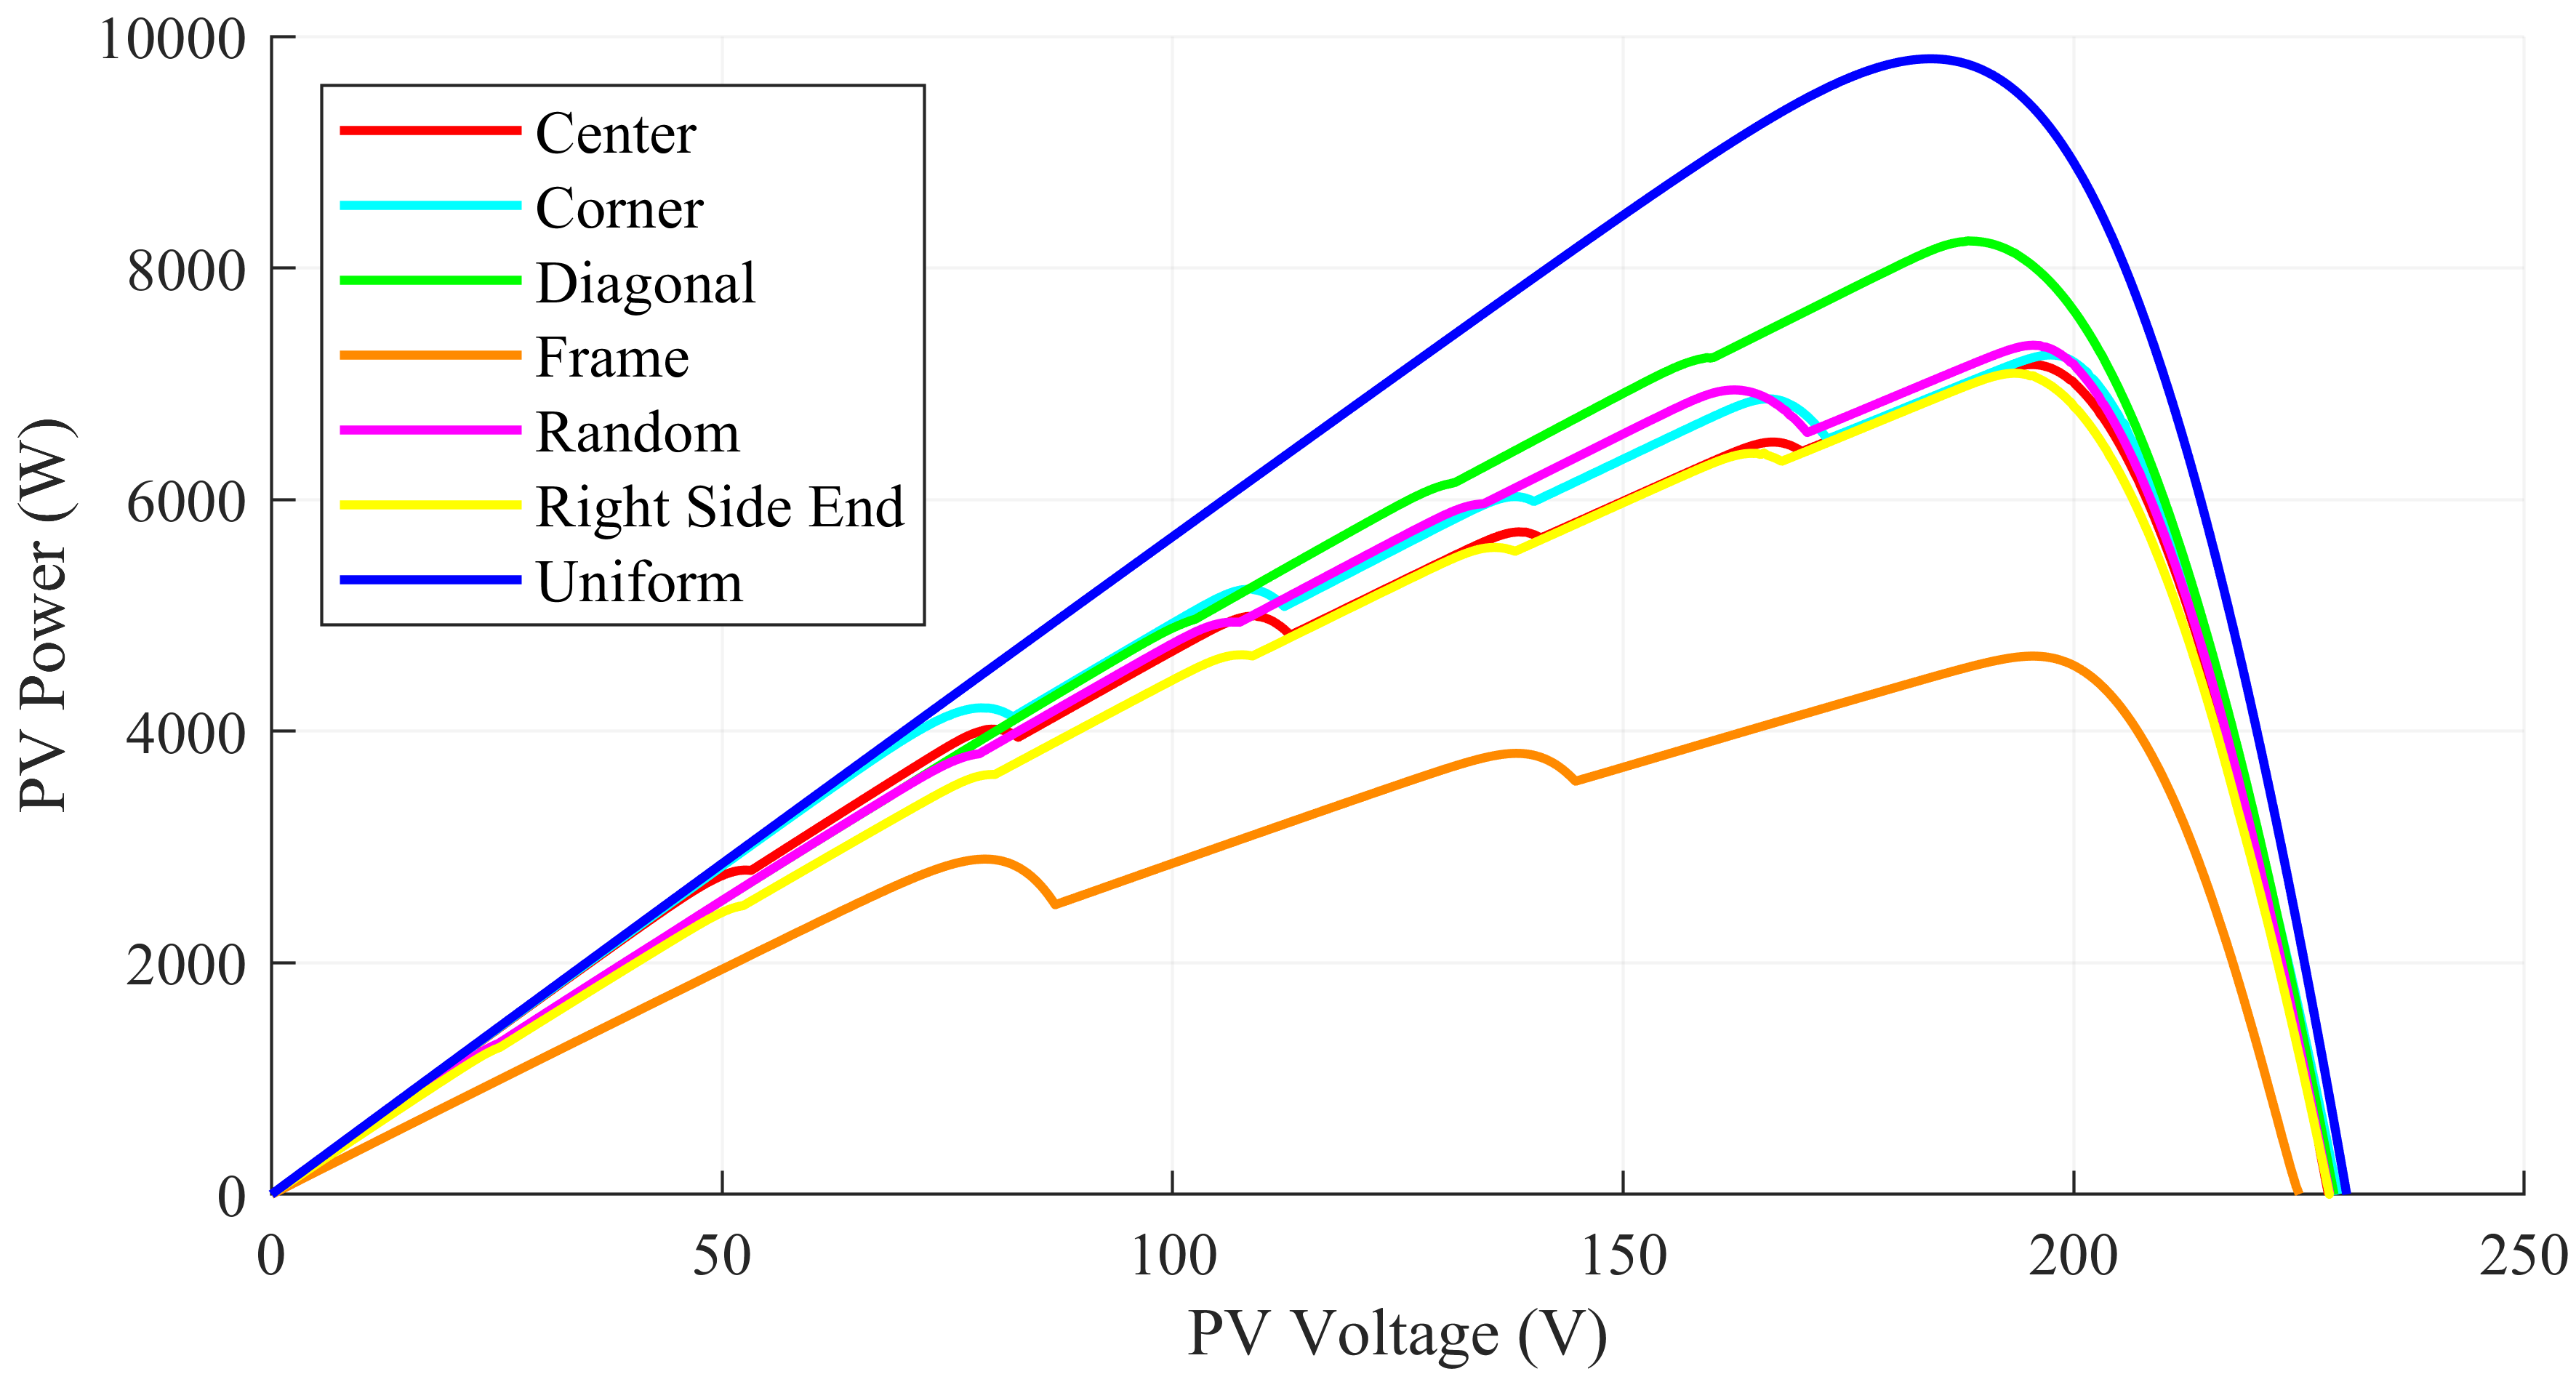 10000
8000
6000
4000
2000
0
PV Power (W)
Center
Corner
Diagonal
Frame
Random
Right Side End
Uniform
0 50 100 150 200 250
PV Voltage (V)